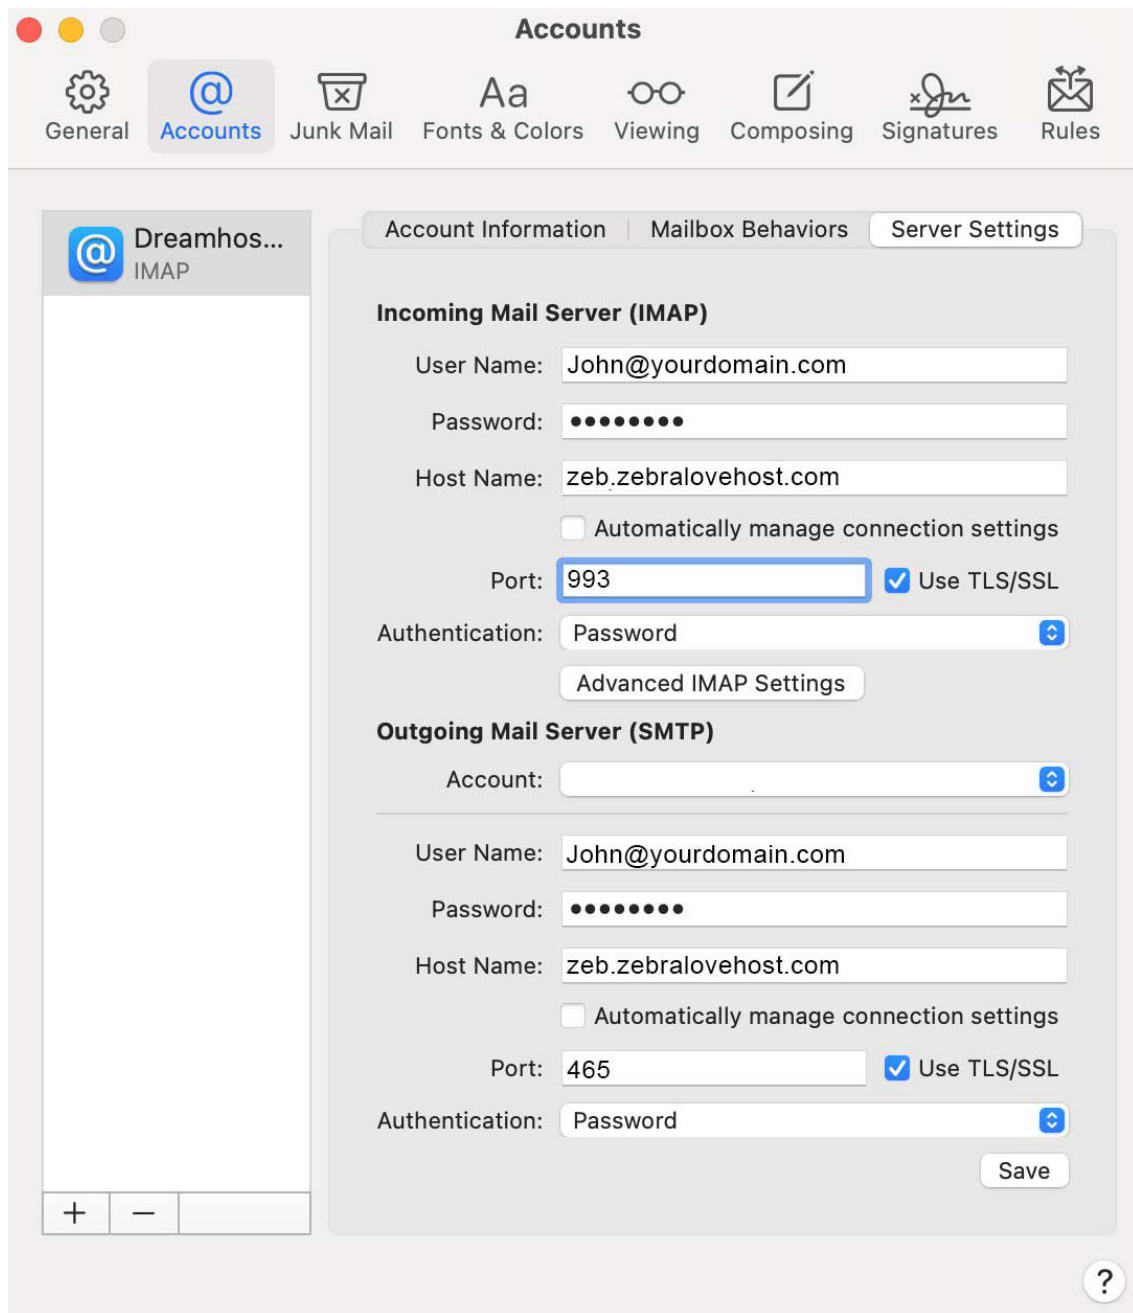 Accounts
General Accounts Junk Mail Fonts & Colors Viewing Composing Signatures Rules
Dreamhos...
IMAP
Account Information Mailbox Behaviors Server Settings
Incoming Mail Server (IMAP)
User Name: John@yourdomain.com
Password: ••••••••
Host Name: zeb.zebralovehost.com
Automatically manage connection settings
Port: 993 Use TLS/SSL
Authentication: Password
Advanced IMAP Settings
Outgoing Mail Server (SMTP)
Account:
User Name: John@yourdomain.com
Password: ••••••••
Host Name: zeb.zebralovehost.com
Automatically manage connection settings
Port: 465 Use TLS/SSL
Authentication: Password
Save
+ −
?